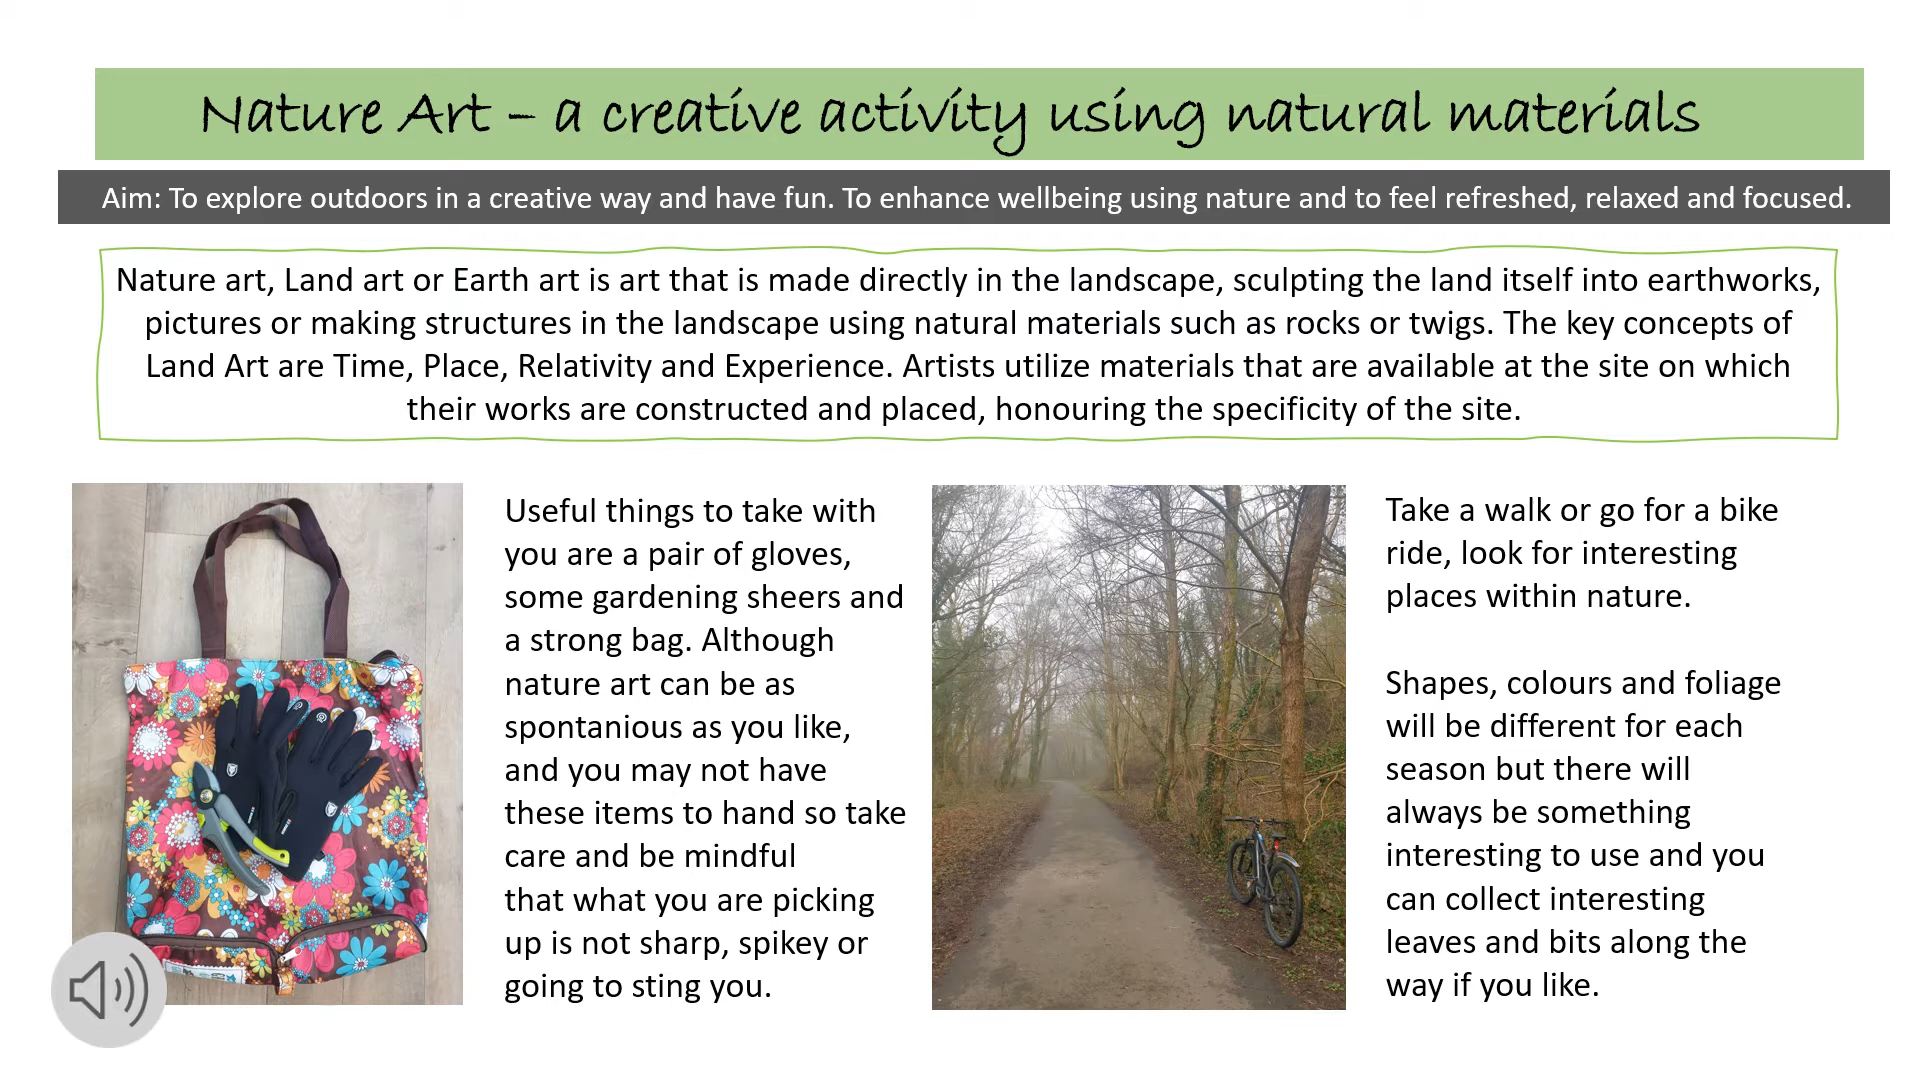 Nature Art – a creative activity using natural materials
Aim: To explore outdoors in a creative way and have fun. To enhance wellbeing using nature and to feel refreshed, relaxed and focused.
Nature art, Land art or Earth art is art that is made directly in the landscape, sculpting the land itself into earthworks,
pictures or making structures in the landscape using natural materials such as rocks or twigs. The key concepts of
Land Art are Time, Place, Relativity and Experience. Artists utilize materials that are available at the site on which
their works are constructed and placed, honouring the specificity of the site.
Useful things to take with
you are a pair of gloves,
some gardening sheers and
a strong bag. Although
nature art can be as
spontanious as you like,
and you may not have
these items to hand so take
care and be mindful
that what you are picking
up is not sharp, spikey or
going to sting you.
Take a walk or go for a bike
ride, look for interesting
places within nature.
Shapes, colours and foliage
will be different for each
season but there will
always be something
interesting to use and you
can collect interesting
leaves and bits along the
way if you like.